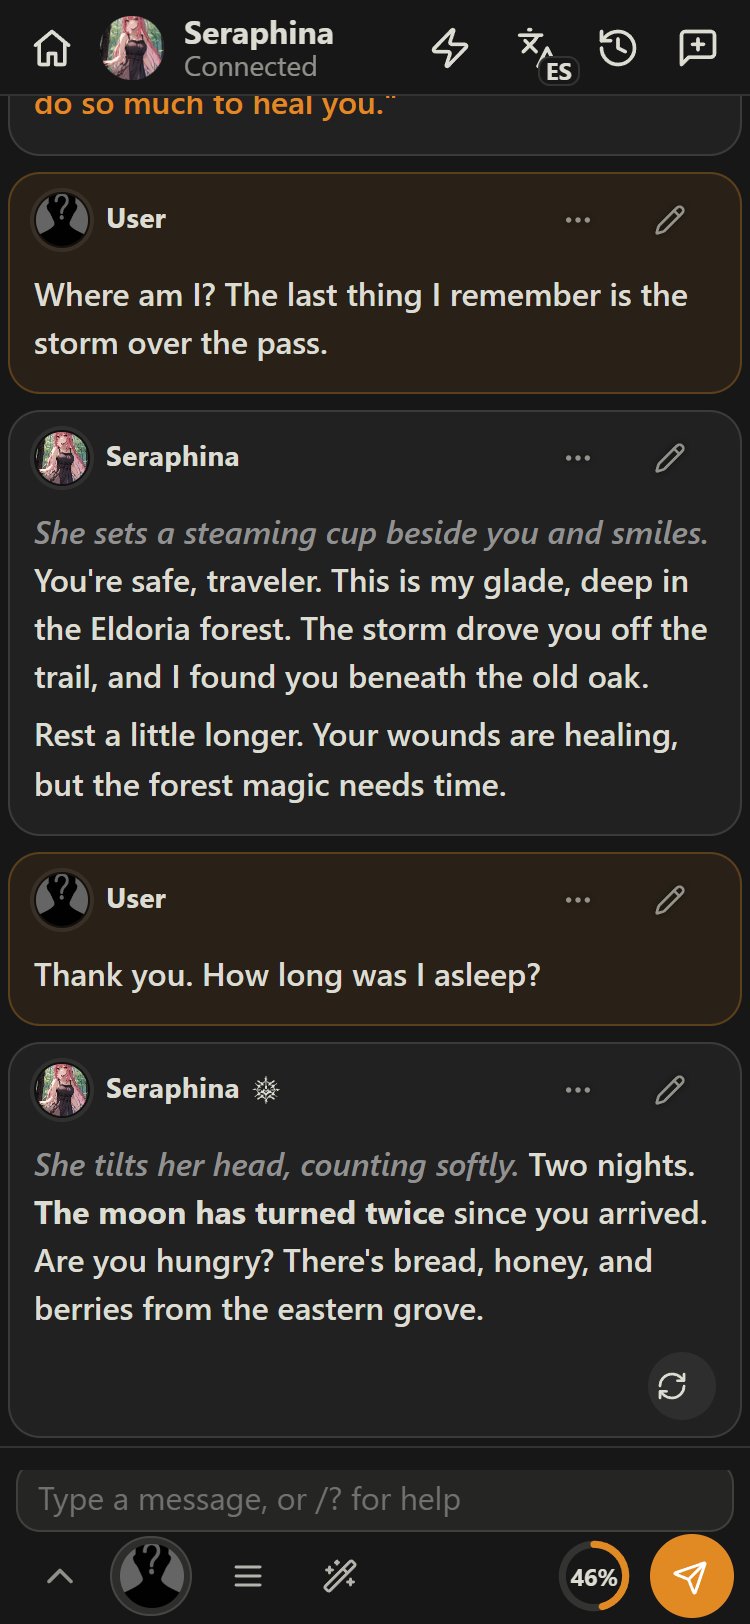 Seraphina
Connected
ES
do so much to heal you."
User
Where am I? The last thing I remember is the
storm over the pass.
Seraphina
She sets a steaming cup beside you and smiles.
You're safe, traveler. This is my glade, deep in
the Eldoria forest. The storm drove you off the
trail, and I found you beneath the old oak.
Rest a little longer. Your wounds are healing,
but the forest magic needs time.
User
Thank you. How long was I asleep?
Seraphina
She tilts her head, counting softly. Two nights.
The moon has turned twice since you arrived.
Are you hungry? There's bread, honey, and
berries from the eastern grove.
Type a message, or /? for help
46%